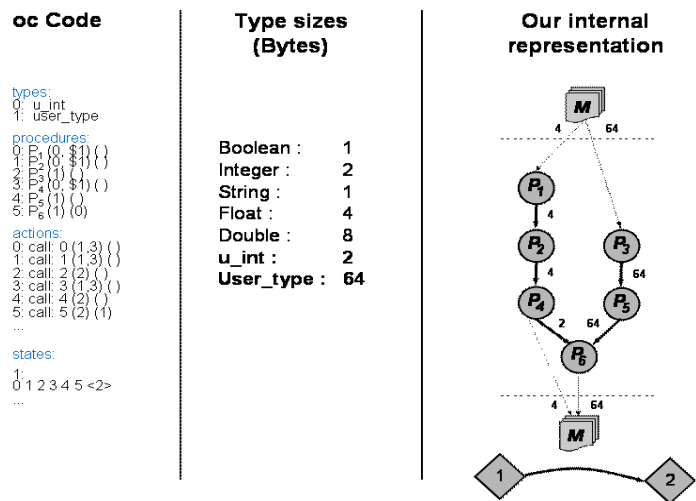 oc Code
types:
0: u_int
1: user_type
procedures:
0: P1 (0, $1) ( )
1: P2 (0, $1) ( )
2: P3 (1) ( )
3: P4 (0, $1) ( )
4: P5 (1) ( )
5: P6 (1) (0)
actions:
0: call: 0 (1,3) ( )
1: call: 1 (1,3) ( )
2: call: 2 (2) ( )
3: call: 3 (1,3) ( )
4: call: 4 (2) ( )
5: call: 5 (2) (1)
...
states:
1:
0 1 2 3 4 5 <2>
...
Type sizes
(Bytes)
Boolean : 1
Integer : 2
String : 1
Float : 4
Double : 8
u_int : 2
User_type : 64
Our internal
representation
M
4 64
P1
4
P2 P3
4 64
P4 P5
2 64
P6
4 64
M
1 2